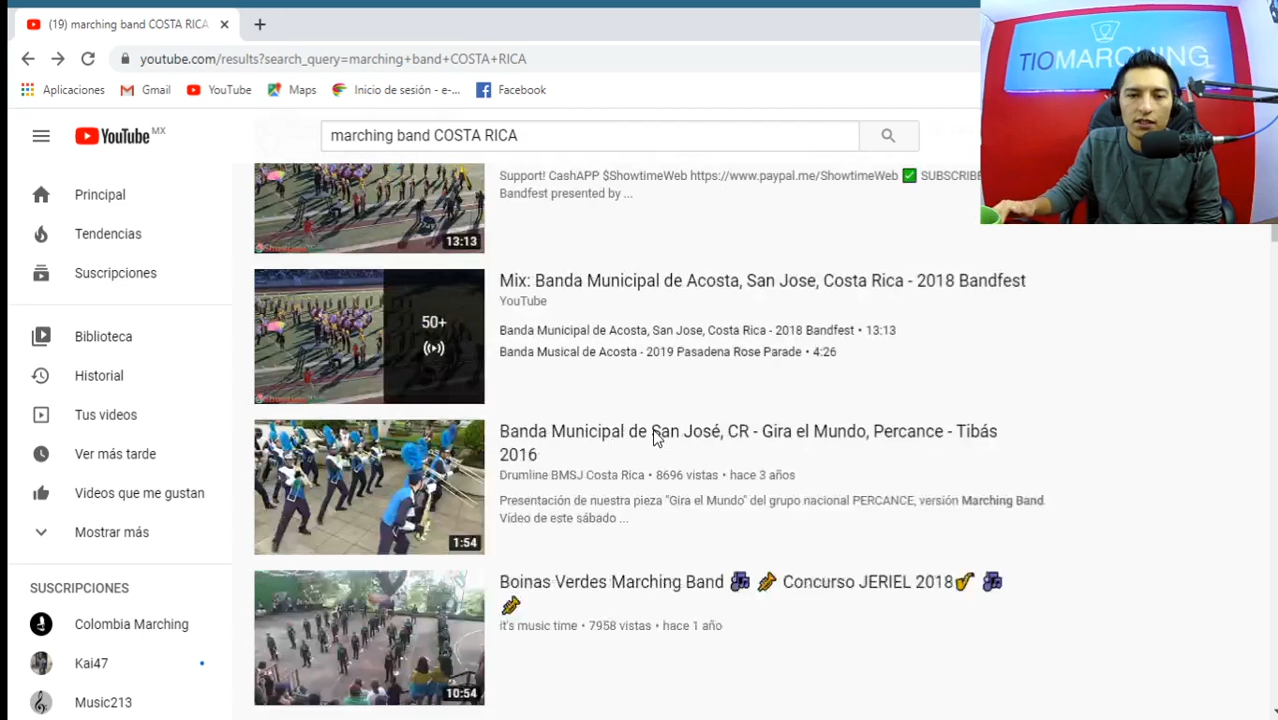 (19) marching band COSTA RICA
youtube.com/results?search_query=marching+band+COSTA+RICA
Aplicaciones Gmail YouTube Maps Inicio de sesión - e-... Facebook
YouTube MX
marching band COSTA RICA
TIOMARCHING
Principal
Tendencias
Suscripciones
Biblioteca
Historial
Tus videos
Ver más tarde
Videos que me gustan
Mostrar más
SUSCRIPCIONES
Colombia Marching
Kai47
Music213
13:13
Support! CashAPP $ShowtimeWeb https://www.paypal.me/ShowtimeWeb ✅ SUBSCRIBE
Bandfest presented by ...
50+
Mix: Banda Municipal de Acosta, San Jose, Costa Rica - 2018 Bandfest
YouTube
Banda Municipal de Acosta, San Jose, Costa Rica - 2018 Bandfest • 13:13
Banda Musical de Acosta - 2019 Pasadena Rose Parade • 4:26
1:54
Banda Municipal de San José, CR - Gira el Mundo, Percance - Tibás
2016
Drumline BMSJ Costa Rica • 8696 vistas • hace 3 años
Presentación de nuestra pieza "Gira el Mundo" del grupo nacional PERCANCE, versión Marching Band.
Vídeo de este sábado ...
10:54
Boinas Verdes Marching Band 🎼 🎺 Concurso JERIEL 2018🎷 🎼
🎺
it's music time • 7958 vistas • hace 1 año